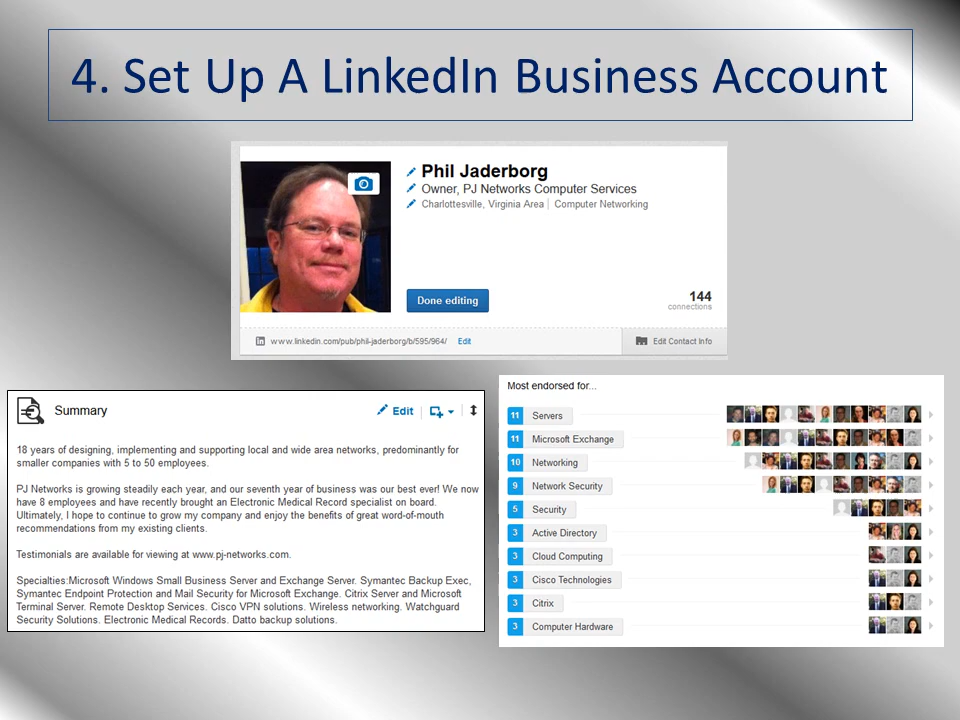 4. Set Up A LinkedIn Business Account
Phil Jaderborg
Owner, PJ Networks Computer Services
Charlottesville, Virginia Area | Computer Networking
Done editing
144
connections
www.linkedin.com/pub/phil-jaderborg/b/595/964/ Edit
Edit Contact Info
Summary
Edit
18 years of designing, implementing and supporting local and wide area networks, predominantly for
smaller companies with 5 to 50 employees.
PJ Networks is growing steadily each year, and our seventh year of business was our best ever! We now
have 8 employees and have recently brought an Electronic Medical Record specialist on board.
Ultimately, I hope to continue to grow my company and enjoy the benefits of great word-of-mouth
recommendations from my existing clients.
Testimonials are available for viewing at www.pj-networks.com.
Specialties:Microsoft Windows Small Business Server and Exchange Server. Symantec Backup Exec,
Symantec Endpoint Protection and Mail Security for Microsoft Exchange. Citrix Server and Microsoft
Terminal Server. Remote Desktop Services. Cisco VPN solutions. Wireless networking. Watchguard
Security Solutions. Electronic Medical Records. Datto backup solutions.
Most endorsed for...
11 Servers
11 Microsoft Exchange
10 Networking
9 Network Security
5 Security
3 Active Directory
3 Cloud Computing
3 Cisco Technologies
3 Citrix
3 Computer Hardware